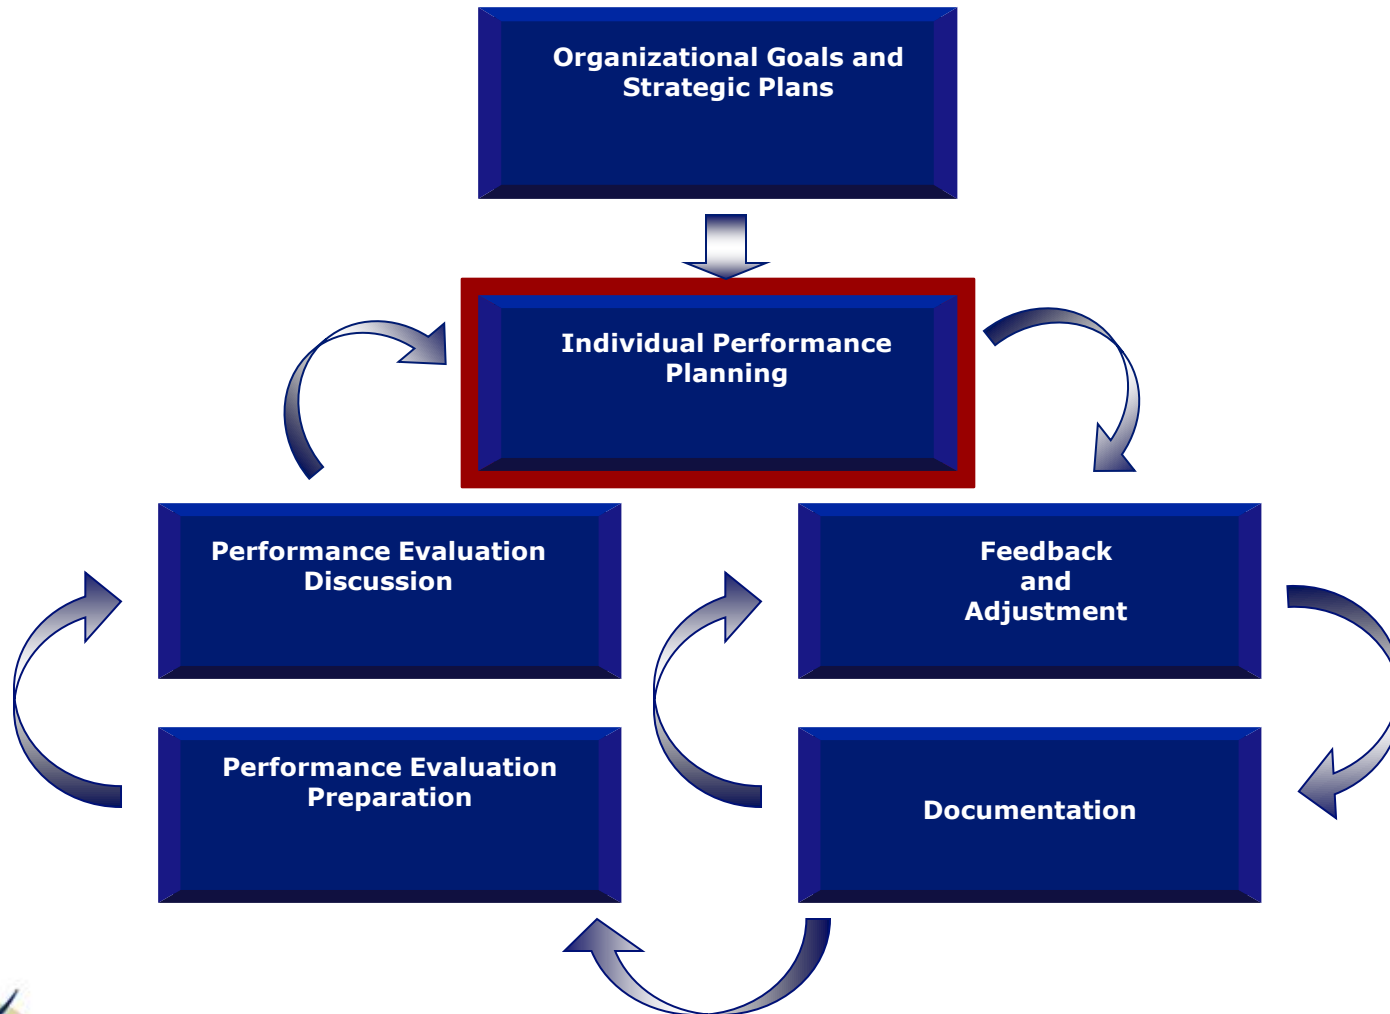 Organizational Goals and
Strategic Plans
Individual Performance
Planning
Performance Evaluation
Discussion
Feedback
and
Adjustment
Performance Evaluation
Preparation
Documentation